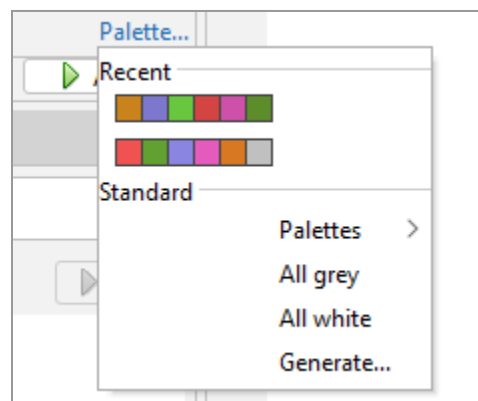 Palette...
Recent
Standard
Palettes
All grey
All white
Generate...